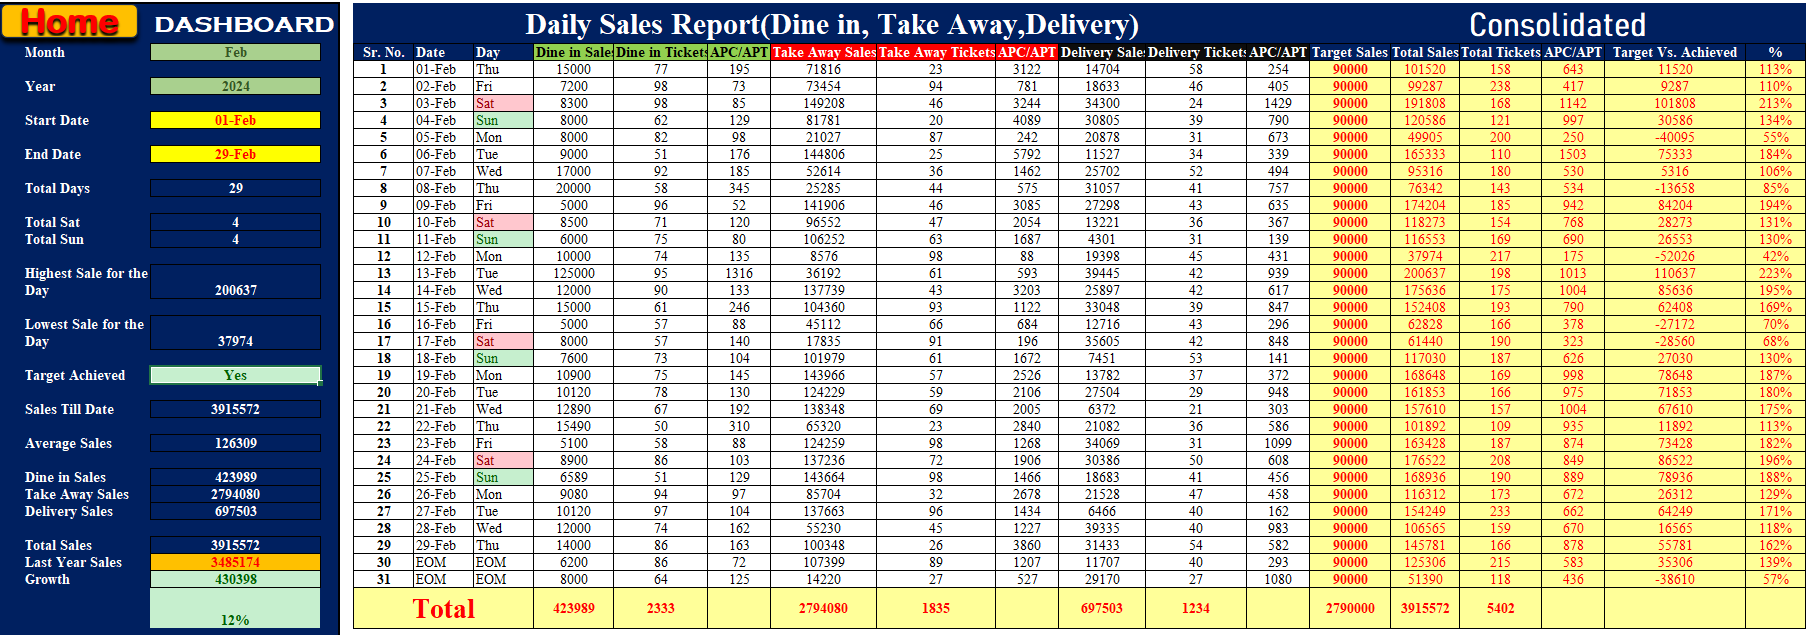 Home DASHBOARD
Month Feb
Year 2024
Start Date 01-Feb
End Date 29-Feb
Total Days 29
Total Sat 4
Total Sun 4
Highest Sale for the
Day 200637
Lowest Sale for the
Day 37974
Target Achieved Yes
Sales Till Date 3915572
Average Sales 126309
Dine in Sales 423989
Take Away Sales 2794080
Delivery Sales 697503
Total Sales 3915572
Last Year Sales 3485174
Growth 430398
12%
Daily Sales Report(Dine in, Take Away,Delivery) Consolidated
Sr. No. Date Day Dine in Sales Dine in Tickets APC/APT Take Away Sales Take Away Tickets APC/APT Delivery Sales Delivery Tickets APC/APT Target Sales Total Sales Total Tickets APC/APT Target Vs. Achieved %
1 01-Feb Thu 15000 77 195 71816 23 3122 14704 58 254 90000 101520 158 643 11520 113%
2 02-Feb Fri 7200 98 73 73454 94 781 18633 46 405 90000 99287 238 417 9287 110%
3 03-Feb Sat 8300 98 85 149208 46 3244 34300 24 1429 90000 191808 168 1142 101808 213%
4 04-Feb Sun 8000 62 129 81781 20 4089 30805 39 790 90000 120586 121 997 30586 134%
5 05-Feb Mon 8000 82 98 21027 87 242 20878 31 673 90000 49905 200 250 -40095 55%
6 06-Feb Tue 9000 51 176 144806 25 5792 11527 34 339 90000 165333 110 1503 75333 184%
7 07-Feb Wed 17000 92 185 52614 36 1462 25702 52 494 90000 95316 180 530 5316 106%
8 08-Feb Thu 20000 58 345 25285 44 575 31057 41 757 90000 76342 143 534 -13658 85%
9 09-Feb Fri 5000 96 52 141906 46 3085 27298 43 635 90000 174204 185 942 84204 194%
10 10-Feb Sat 8500 71 120 96552 47 2054 13221 36 367 90000 118273 154 768 28273 131%
11 11-Feb Sun 6000 75 80 106252 63 1687 4301 31 139 90000 116553 169 690 26553 130%
12 12-Feb Mon 10000 74 135 8576 98 88 19398 45 431 90000 37974 217 175 -52026 42%
13 13-Feb Tue 125000 95 1316 36192 61 593 39445 42 939 90000 200637 198 1013 110637 223%
14 14-Feb Wed 12000 90 133 137739 43 3203 25897 42 617 90000 175636 175 1004 85636 195%
15 15-Feb Thu 15000 61 246 104360 93 1122 33048 39 847 90000 152408 193 790 62408 169%
16 16-Feb Fri 5000 57 88 45112 66 684 12716 43 296 90000 62828 166 378 -27172 70%
17 17-Feb Sat 8000 57 140 17835 91 196 35605 42 848 90000 61440 190 323 -28560 68%
18 18-Feb Sun 7600 73 104 101979 61 1672 7451 53 141 90000 117030 187 626 27030 130%
19 19-Feb Mon 10900 75 145 143966 57 2526 13782 37 372 90000 168648 169 998 78648 187%
20 20-Feb Tue 10120 78 130 124229 59 2106 27504 29 948 90000 161853 166 975 71853 180%
21 21-Feb Wed 12890 67 192 138348 69 2005 6372 21 303 90000 157610 157 1004 67610 175%
22 22-Feb Thu 15490 50 310 65320 23 2840 21082 36 586 90000 101892 109 935 11892 113%
23 23-Feb Fri 5100 58 88 124259 98 1268 34069 31 1099 90000 163428 187 874 73428 182%
24 24-Feb Sat 8900 86 103 137236 72 1906 30386 50 608 90000 176522 208 849 86522 196%
25 25-Feb Sun 6589 51 129 143664 98 1466 18683 41 456 90000 168936 190 889 78936 188%
26 26-Feb Mon 9080 94 97 85704 32 2678 21528 47 458 90000 116312 173 672 26312 129%
27 27-Feb Tue 10120 97 104 137663 96 1434 6466 40 162 90000 154249 233 662 64249 171%
28 28-Feb Wed 12000 74 162 55230 45 1227 39335 40 983 90000 106565 159 670 16565 118%
29 29-Feb Thu 14000 86 163 100348 26 3860 31433 54 582 90000 145781 166 878 55781 162%
30 EOM EOM 6200 86 72 107399 89 1207 11707 40 293 90000 125306 215 583 35306 139%
31 EOM EOM 8000 64 125 14220 27 527 29170 27 1080 90000 51390 118 436 -38610 57%
Total 423989 2333 2794080 1835 697503 1234 2790000 3915572 5402